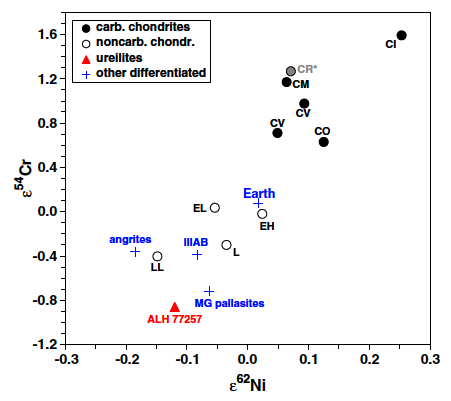 carb. chondrites
noncarb. chondr.
ureilites
other differentiated
1.6
1.2
0.8
0.4
0.0
-0.4
-0.8
-1.2
ε54Cr
CI
CR*
CM
CV
CV
CO
Earth
EL
EH
angrites
IIIAB
L
LL
MG pallasites
ALH 77257
-0.3
-0.2
-0.1
0.0
0.1
0.2
0.3
ε62Ni